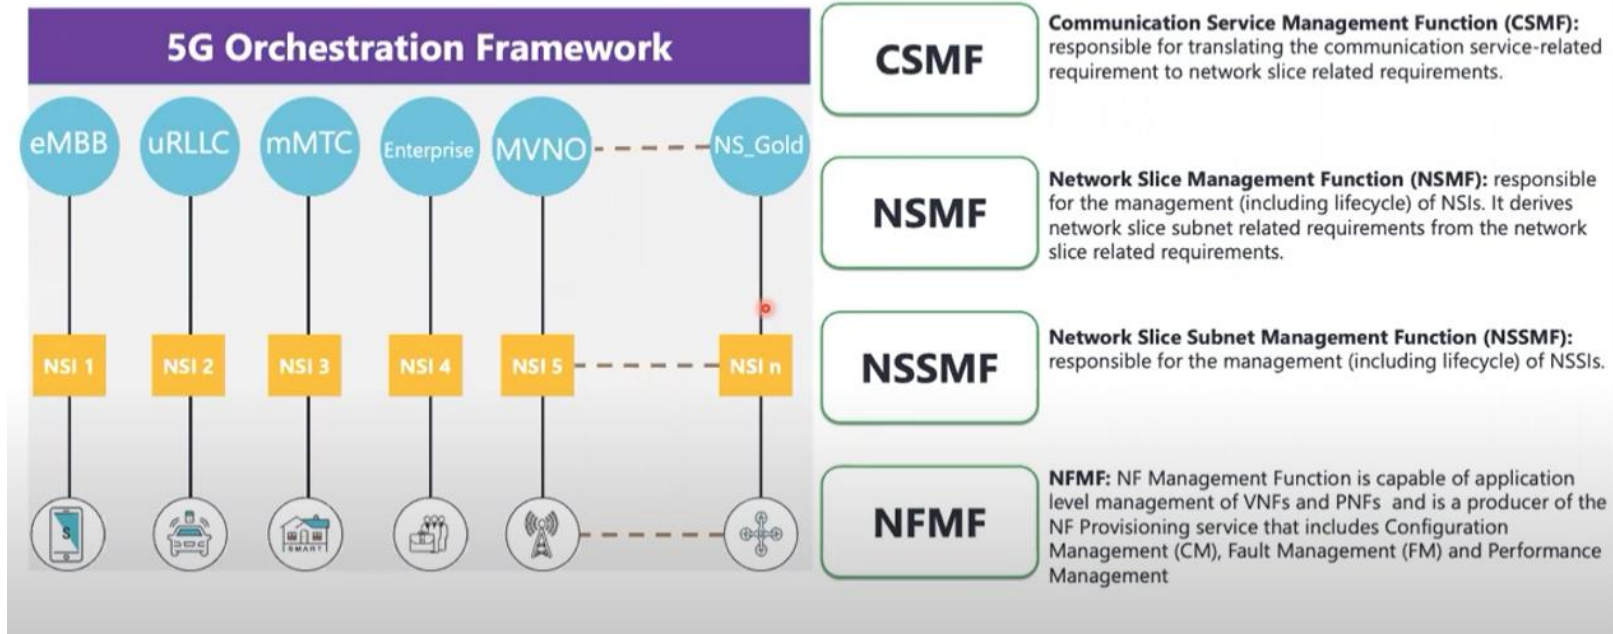 5G Orchestration Framework
eMBB
uRLLC
mMTC
Enterprise
MVNO
NS_Gold
NSI 1
NSI 2
NSI 3
NSI 4
NSI 5
NSI n
S
SMART
CSMF
Communication Service Management Function (CSMF):
responsible for translating the communication service-related
requirement to network slice related requirements.
NSMF
Network Slice Management Function (NSMF): responsible
for the management (including lifecycle) of NSIs. It derives
network slice subnet related requirements from the network
slice related requirements.
NSSMF
Network Slice Subnet Management Function (NSSMF):
responsible for the management (including lifecycle) of NSSIs.
NFMF
NFMF: NF Management Function is capable of application
level management of VNFs and PNFs and is a producer of the
NF Provisioning service that includes Configuration
Management (CM), Fault Management (FM) and Performance
Management